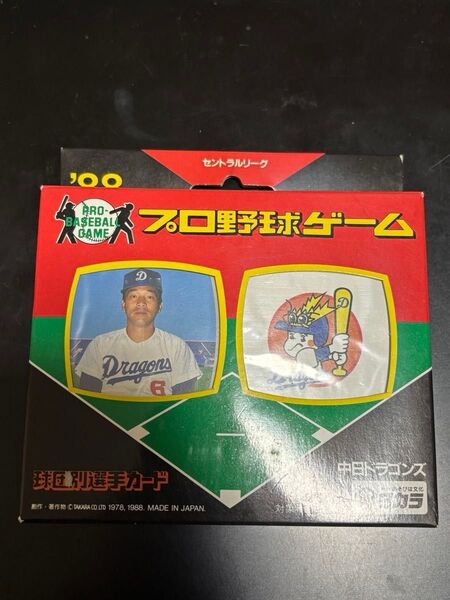 セントラルリーグ
PRO-
BASEBALL
GAME
プロ野球ゲーム
D
D
Dragons
6
球団別選手カード
中日ドラゴンズ
タカラ
創作・著作物 © TAKARA CO.LTD 1978, 1988. MADE IN JAPAN.
対象